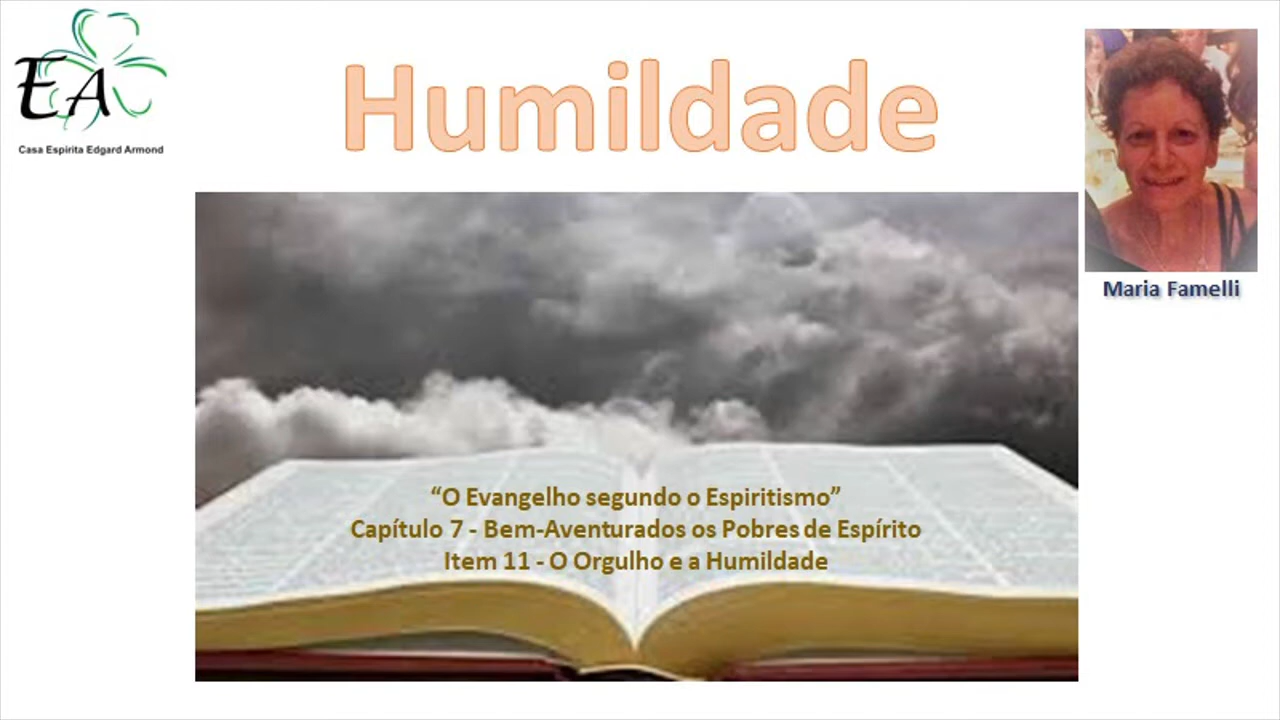 EA
Casa Espírita Edgard Armond
Humildade
Maria Famelli
“O Evangelho segundo o Espiritismo”
Capítulo 7 - Bem-Aventurados os Pobres de Espírito
Item 11 - O Orgulho e a Humildade